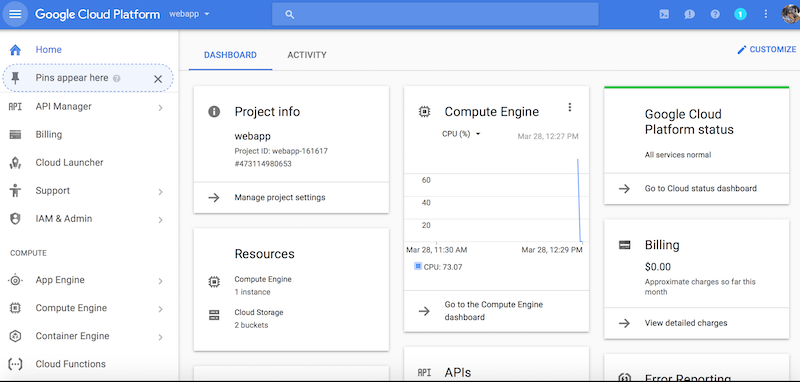 Google Cloud Platform
webapp
1
Home
Pins appear here
API Manager
Billing
Cloud Launcher
Support
IAM & Admin
COMPUTE
App Engine
Compute Engine
Container Engine
Cloud Functions
DASHBOARD
ACTIVITY
CUSTOMIZE
Project info
webapp
Project ID: webapp-161617
#473114980653
Manage project settings
Resources
Compute Engine
1 instance
Cloud Storage
2 buckets
Compute Engine
CPU (%)
Mar 28, 12:27 PM
60
40
20
Mar 28, 11:30 AM
Mar 28, 12:29 PM
CPU: 73.07
Go to the Compute Engine
dashboard
API
APIs
Google Cloud
Platform status
All services normal
Go to Cloud status dashboard
Billing
$0.00
Approximate charges so far this
month
View detailed charges
Error Reporting